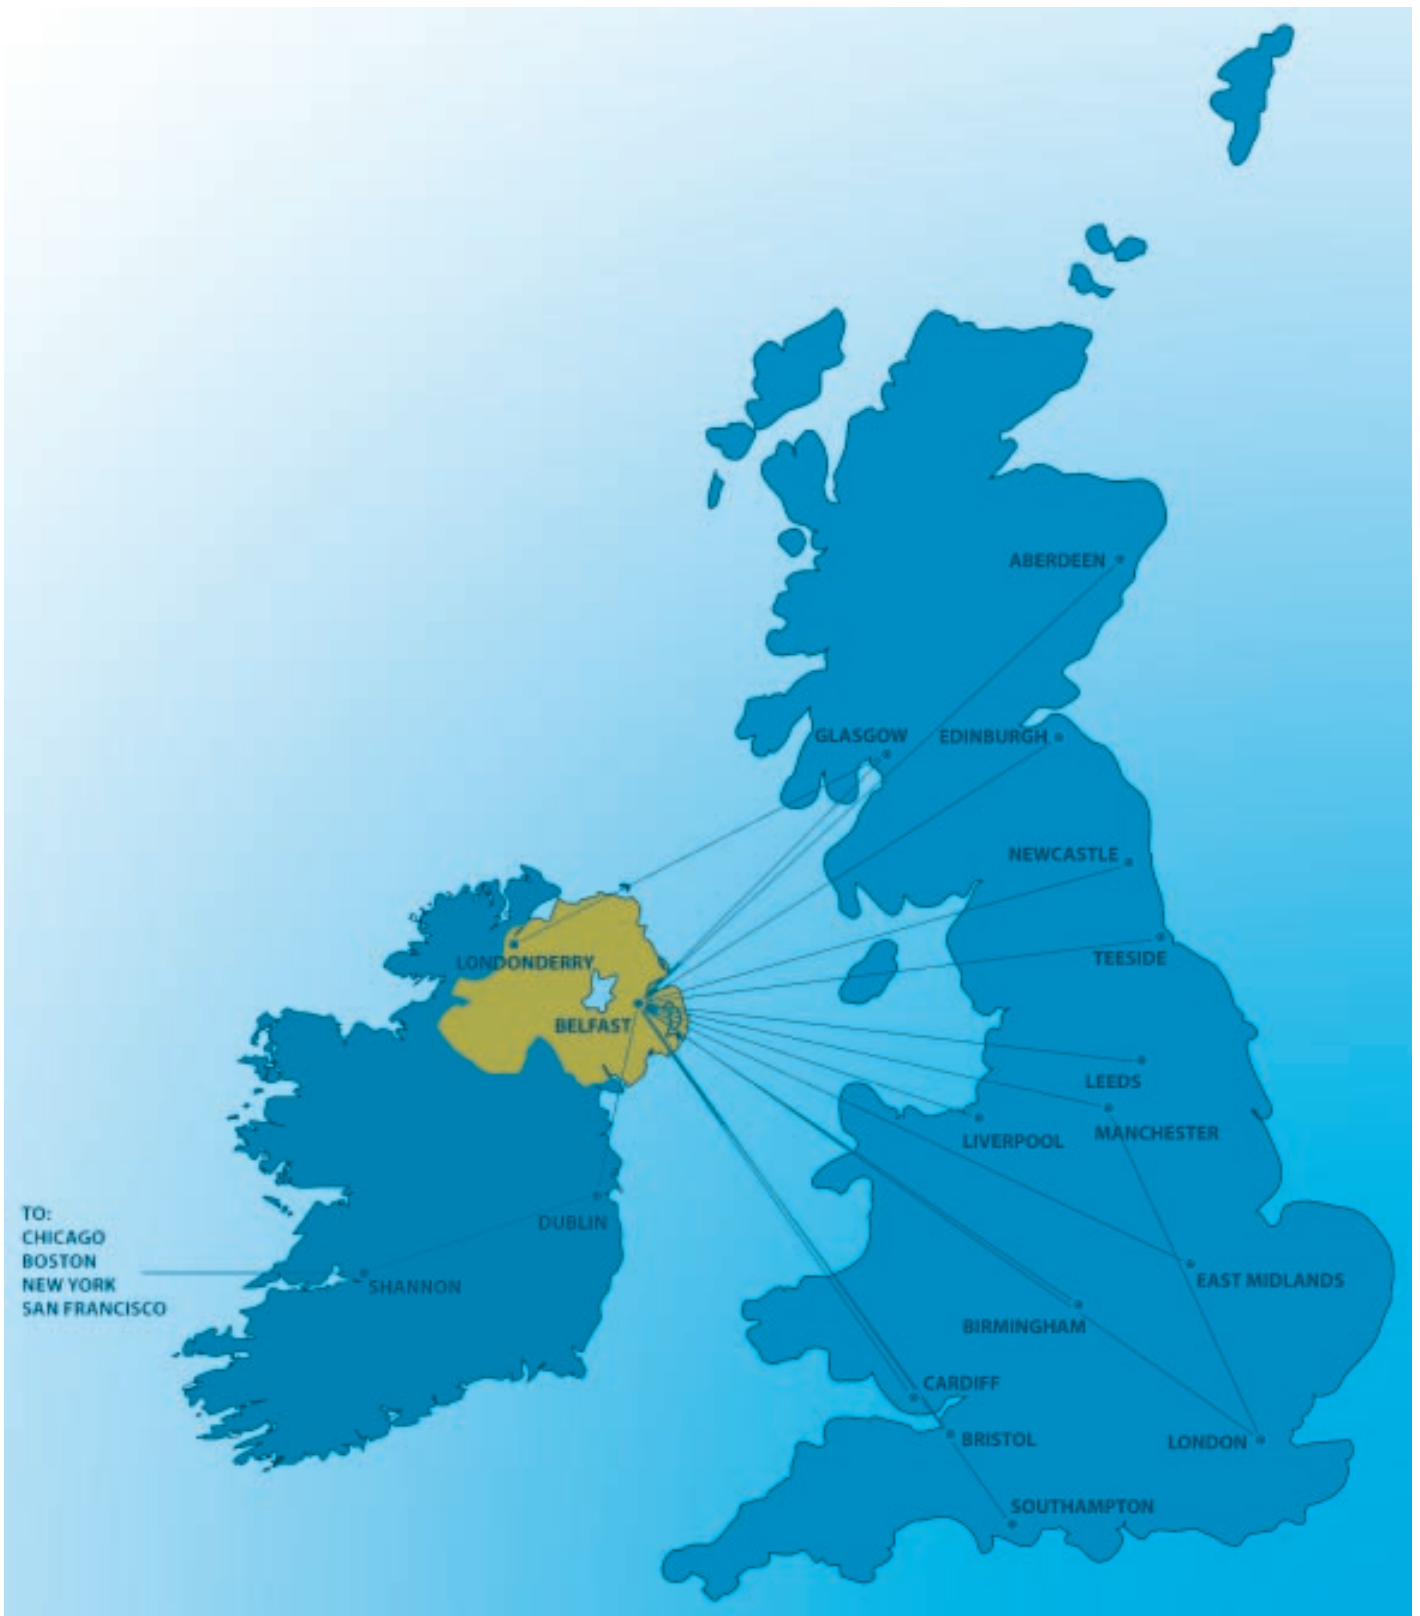 ABERDEEN
GLASGOW
EDINBURGH
NEWCASTLE
LONDONDERRY
TEESIDE
BELFAST
LEEDS
LIVERPOOL
MANCHESTER
TO:
CHICAGO
BOSTON
NEW YORK
SAN FRANCISCO
DUBLIN
SHANNON
EAST MIDLANDS
BIRMINGHAM
CARDIFF
BRISTOL
LONDON
SOUTHAMPTON